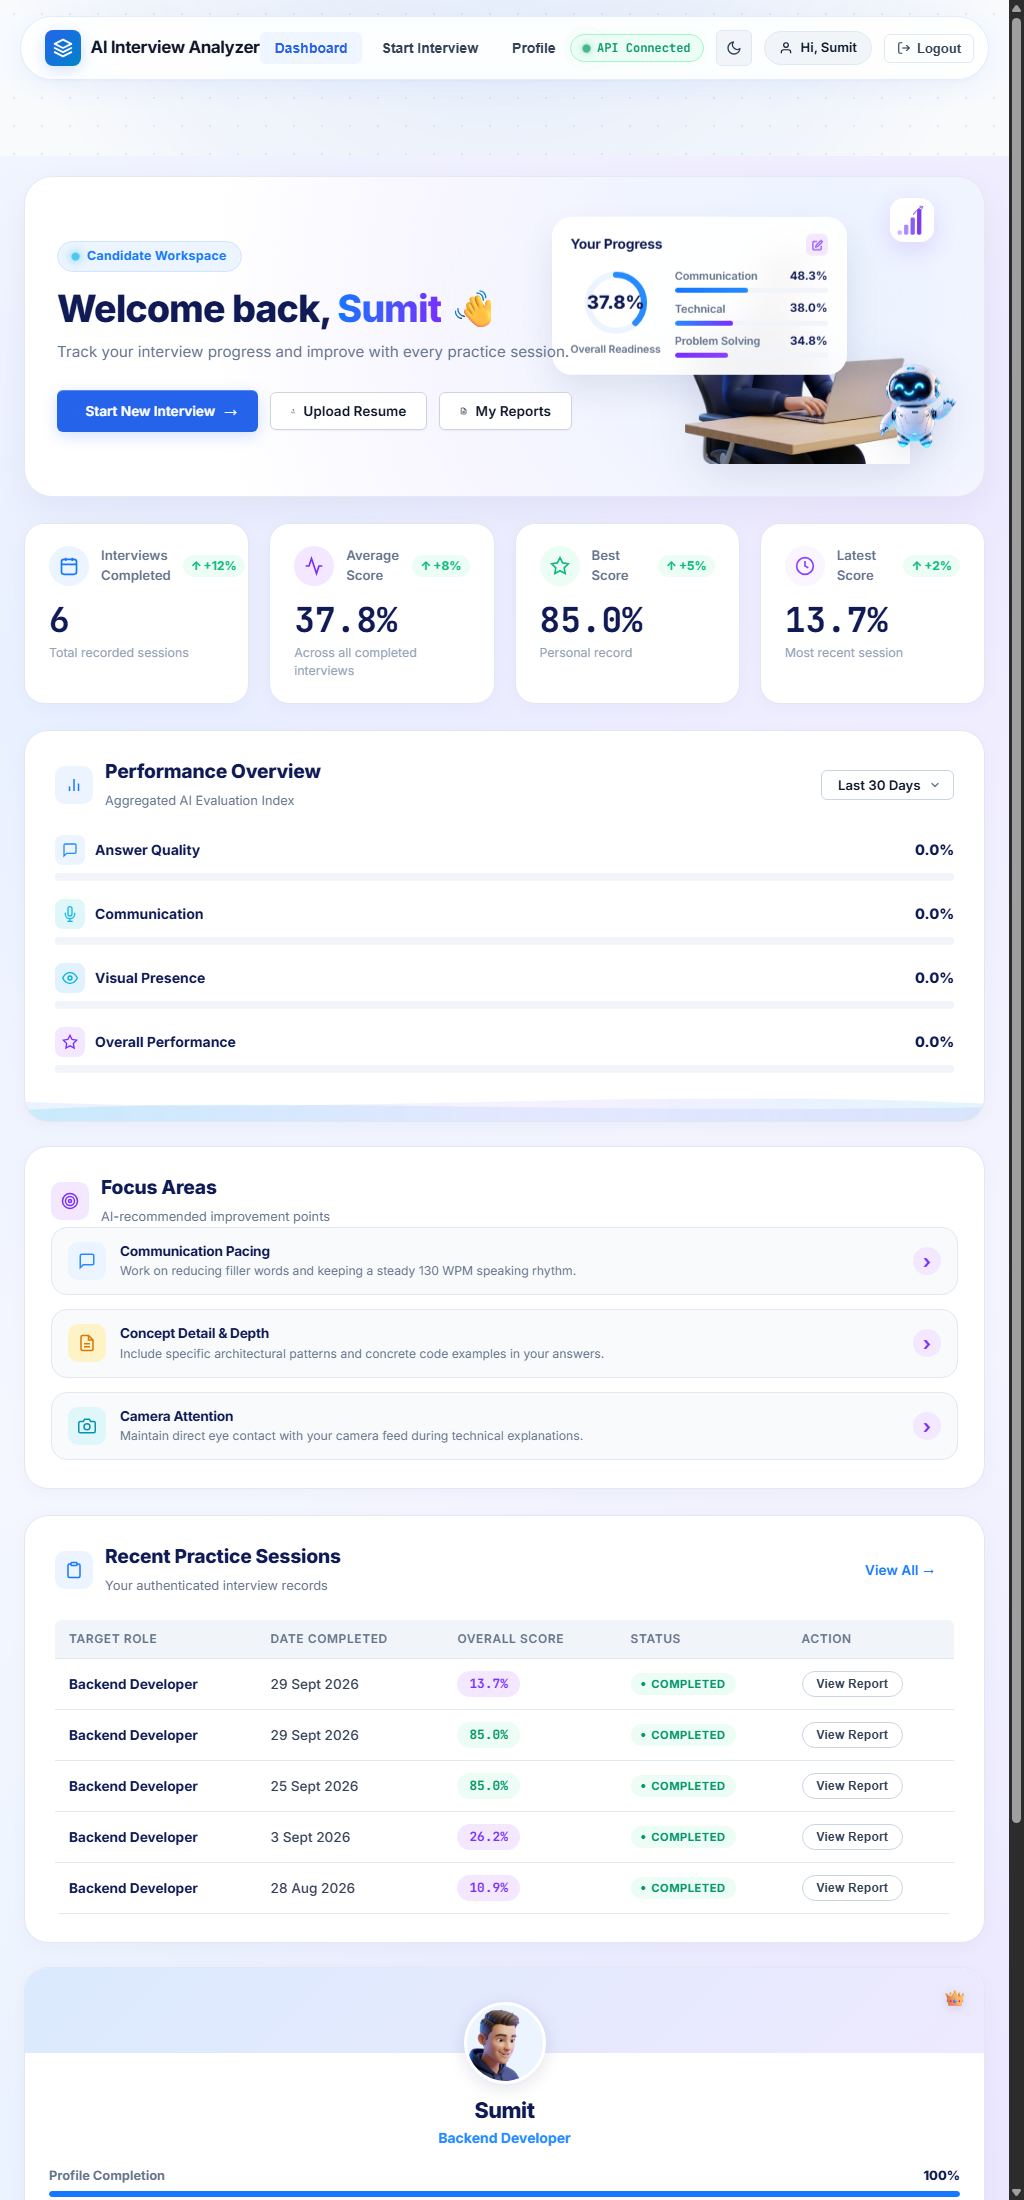 AI Interview Analyzer
Dashboard
Start Interview
Profile
API Connected
Hi, Sumit
Logout
Candidate Workspace
Welcome back, Sumit 👋
Track your interview progress and improve with every practice session.
Start New Interview →
Upload Resume
My Reports
Your Progress
37.8%
Overall Readiness
Communication 48.3%
Technical 38.0%
Problem Solving 34.8%
Interviews
Completed
↑ +12%
6
Total recorded sessions
Average
Score
↑ +8%
37.8%
Across all completed
interviews
Best
Score
↑ +5%
85.0%
Personal record
Latest
Score
↑ +2%
13.7%
Most recent session
Performance Overview
Aggregated AI Evaluation Index
Last 30 Days
Answer Quality 0.0%
Communication 0.0%
Visual Presence 0.0%
Overall Performance 0.0%
Focus Areas
AI-recommended improvement points
Communication Pacing
Work on reducing filler words and keeping a steady 130 WPM speaking rhythm.
›
Concept Detail & Depth
Include specific architectural patterns and concrete code examples in your answers.
›
Camera Attention
Maintain direct eye contact with your camera feed during technical explanations.
›
Recent Practice Sessions
Your authenticated interview records
View All →
TARGET ROLE DATE COMPLETED OVERALL SCORE STATUS ACTION
Backend Developer 29 Sept 2026 13.7% • COMPLETED View Report
Backend Developer 29 Sept 2026 85.0% • COMPLETED View Report
Backend Developer 25 Sept 2026 85.0% • COMPLETED View Report
Backend Developer 3 Sept 2026 26.2% • COMPLETED View Report
Backend Developer 28 Aug 2026 10.9% • COMPLETED View Report
Sumit
Backend Developer
Profile Completion 100%